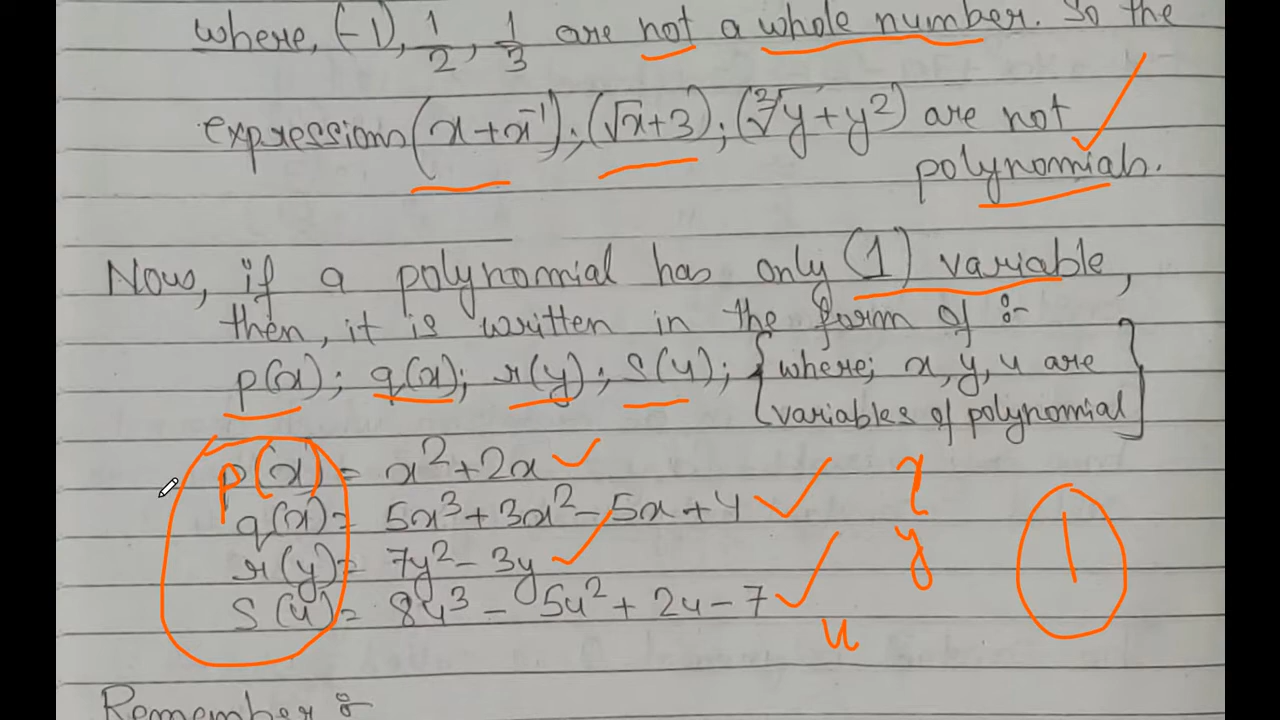 where, (-1), 1/2, 1/3 are not a whole number. So the
expressions (x+x⁻¹), (√x+3), (∛y+y²) are not
polynomials.
Now, if a polynomial has only (1) variable,
then, it is written in the form of :-
p(x); q(x); r(y); s(u); {where; x, y, u are
variables of polynomial}
p(x) = x²+2x
q(x) = 5x³+3x²-5x+4
r(y) = 7y²-3y
s(u) = 8u³-5u²+2u-7
x
y
u
1
Remember :-